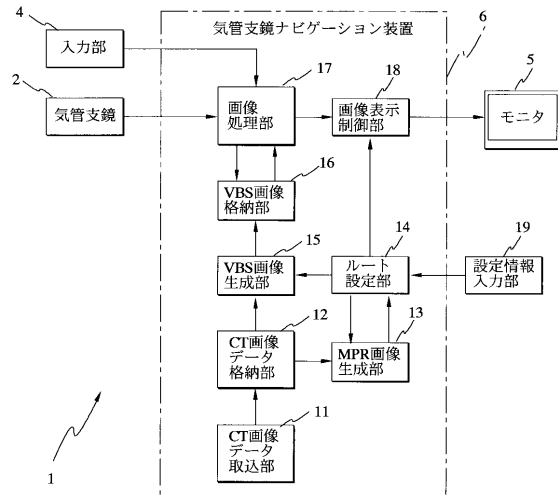 気管支鏡ナビゲーション装置
6
4
入力部
17
18
5
2
気管支鏡
画像
処理部
画像表示
制御部
モニタ
16
VBS画像
格納部
15
14
19
VBS画像
生成部
ルート
設定部
設定情報
入力部
12
13
CT画像
データ
格納部
MPR画像
生成部
11
CT画像
データ
取込部
1